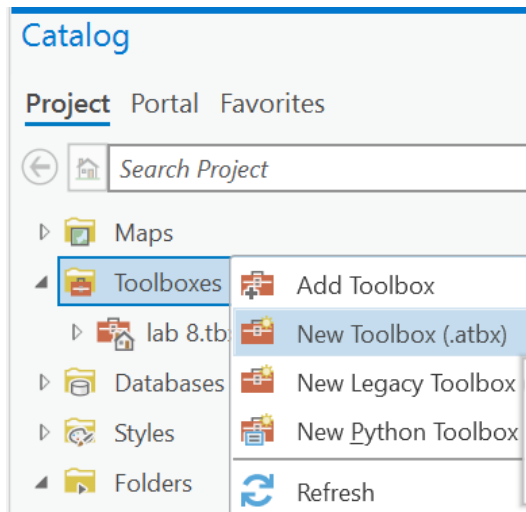 Catalog
Project Portal Favorites
Search Project
Maps
Toolboxes
Add Toolbox
lab 8.tb
New Toolbox (.atbx)
Databases
New Legacy Toolbox
Styles
New Python Toolbox
Folders
Refresh